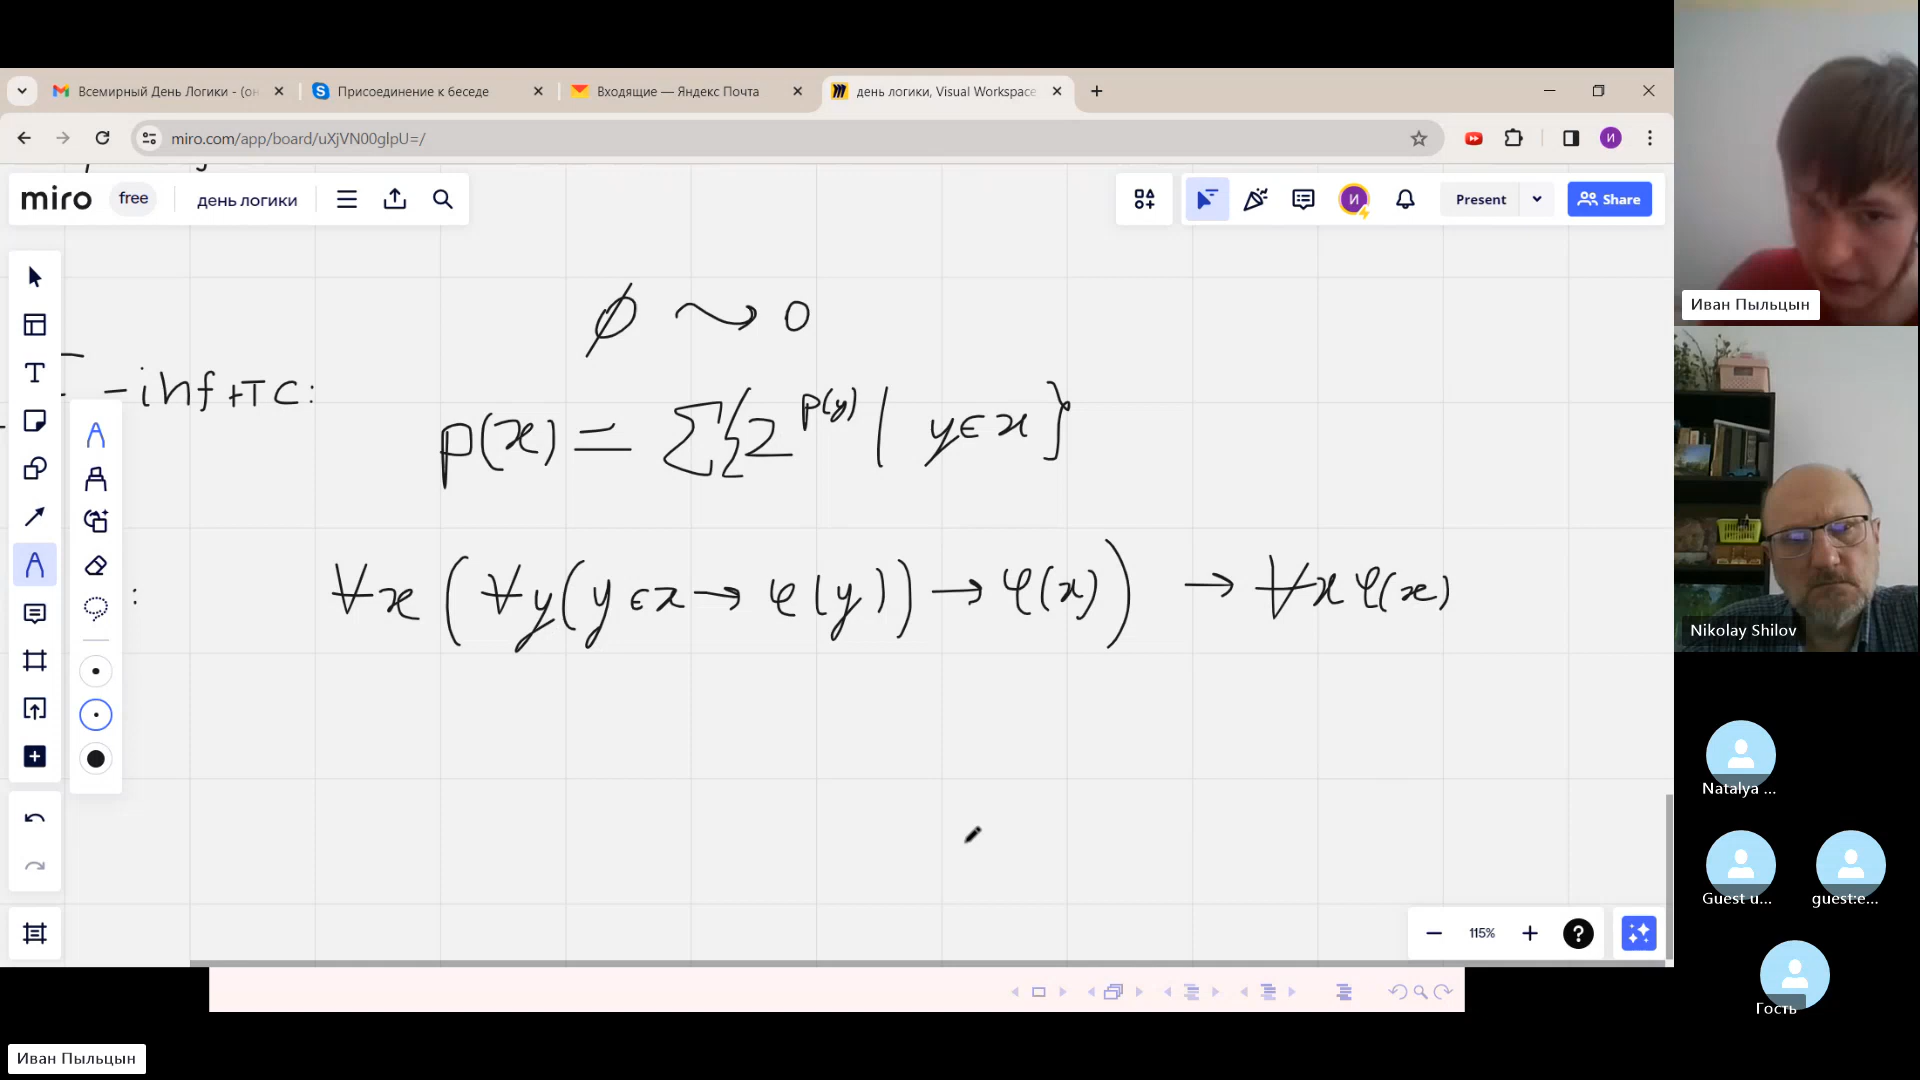 Всемирный День Логики - (он
Присоединение к беседе
Входящие — Яндекс Почта
день логики, Visual Workspace
miro.com/app/board/uXjVN00glpU=/
miro free день логики
Present
Share
∅ ⇝ 0
-inf+TC:
p(x) = Σ{2^p(y) | y∈x}
: ∀x (∀y(y∈x → φ(y)) → φ(x)) → ∀x φ(x)
115%
Иван Пыльцын
Nikolay Shilov
Natalya ...
Guest u...
guest:e...
Гость
Иван Пыльцын